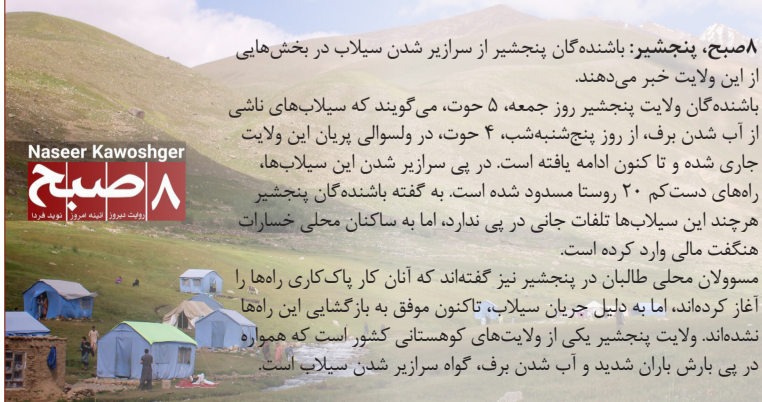 ۸صبح، پنجشیر: باشنده‌گان پنجشیر از سرازیر شدن سیلاب در بخش‌هایی
از این ولایت خبر می‌دهند.
باشنده‌گان ولایت پنجشیر روز جمعه، ۵ حوت، می‌گویند که سیلاب‌های ناشی
از آب شدن برف، از روز پنج‌شنبه‌شب، ۴ حوت، در ولسوالی پریان این ولایت
جاری شده و تا کنون ادامه یافته است. در پی سرازیر شدن این سیلاب‌ها،
راه‌های دست‌کم ۲۰ روستا مسدود شده است. به گفته باشنده‌گان پنجشیر
هرچند این سیلاب‌ها تلفات جانی در پی ندارد، اما به ساکنان محلی خسارات
هنگفت مالی وارد کرده است.
مسوولان محلی طالبان در پنجشیر نیز گفته‌اند که آنان کار پاک‌کاری راه‌ها را
آغاز کرده‌اند، اما به دلیل جریان سیلاب، تاکنون موفق به بازگشایی این راه‌ها
نشده‌اند. ولایت پنجشیر یکی از ولایت‌های کوهستانی کشور است که همواره
در پی بارش باران شدید و آب شدن برف، گواه سرازیر شدن سیلاب است.
Naseer Kawoshger
۸صبح
روایت دیروز آئینه امروز نوید فردا